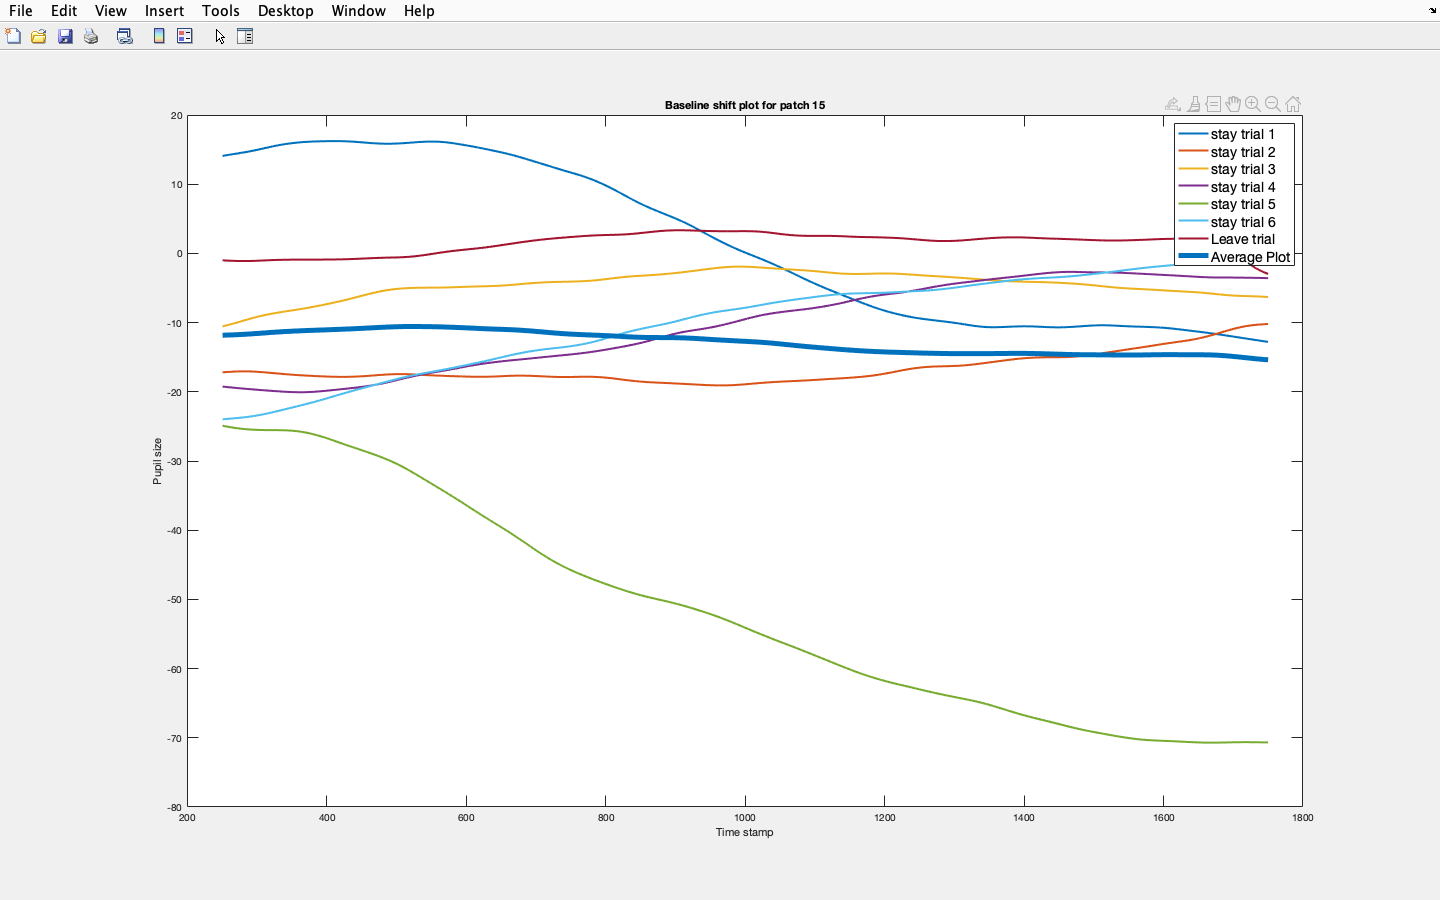 File Edit View Insert Tools Desktop Window Help
Baseline shift plot for patch 15
20
10
0
-10
-20
-30
-40
-50
-60
-70
-80
Pupil size
200 400 600 800 1000 1200 1400 1600 1800
Time stamp
stay trial 1
stay trial 2
stay trial 3
stay trial 4
stay trial 5
stay trial 6
Leave trial
Average Plot